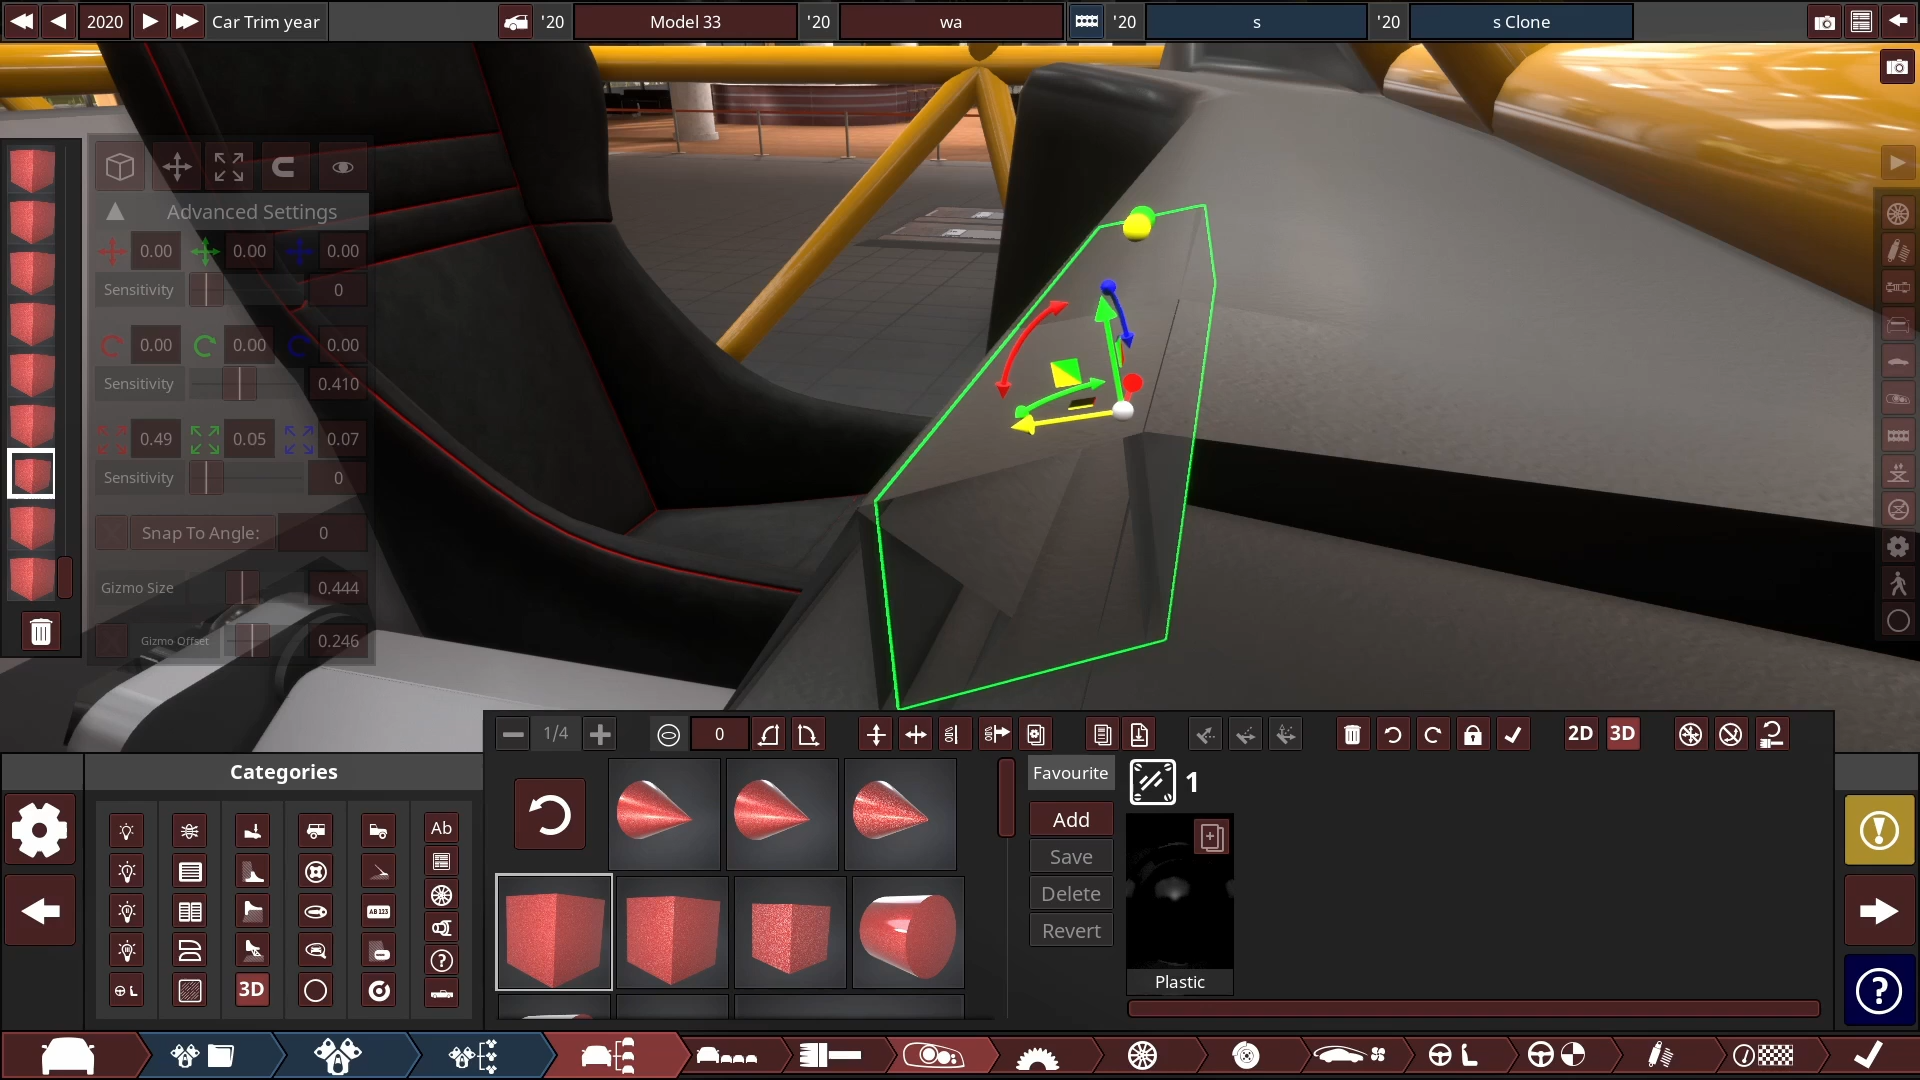 2020 Car Trim year '20 Model 33 '20 wa '20 s '20 s Clone
Advanced Settings
0.00 0.00 0.00
Sensitivity 0
0.00 0.00 0.00
Sensitivity 0.410
0.49 0.05 0.07
Sensitivity 0
Snap To Angle: 0
Gizmo Size 0.444
Gizmo Offset 0.246
1/4 0 2D 3D
Categories
Ab
AB 123
3D
?
Favourite
Add
Save
Delete
Revert
1
Plastic
!
?